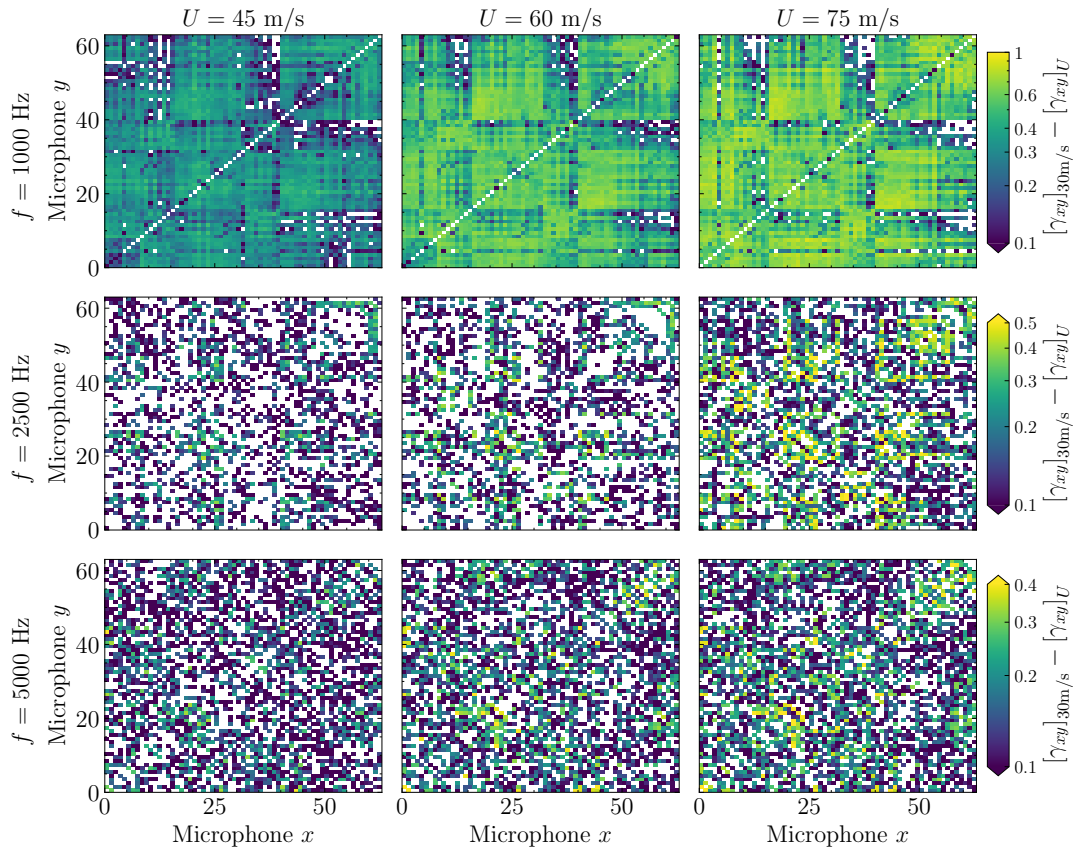 U = 45 m/s
U = 60 m/s
U = 75 m/s
f = 1000 Hz
Microphone y
60
40
20
0
1
0.6
0.4
0.3
0.2
0.1
[γxy]30m/s − [γxy]U
f = 2500 Hz
Microphone y
60
40
20
0
0.5
0.4
0.3
0.2
0.1
[γxy]30m/s − [γxy]U
f = 5000 Hz
Microphone y
60
40
20
0
0.4
0.3
0.2
0.1
[γxy]30m/s − [γxy]U
0 25 50
0 25 50
0 25 50
Microphone x
Microphone x
Microphone x